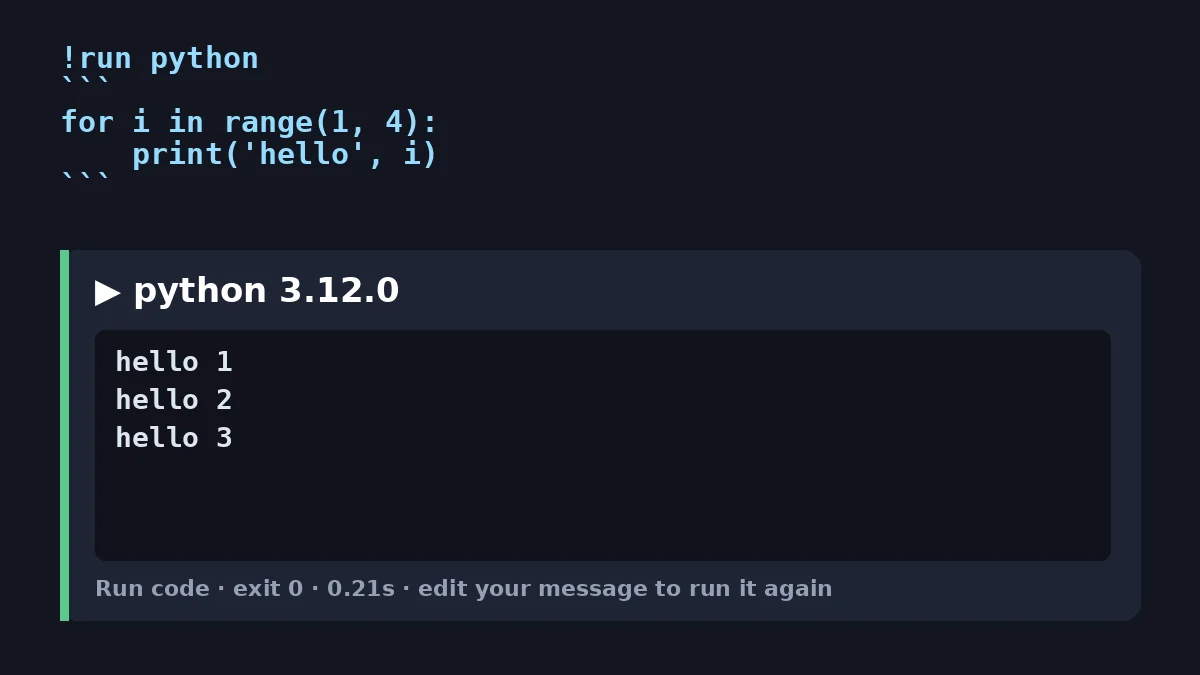 !run python
```
for i in range(1, 4):
    print('hello', i)
```
▶ python 3.12.0
hello 1
hello 2
hello 3
Run code · exit 0 · 0.21s · edit your message to run it again